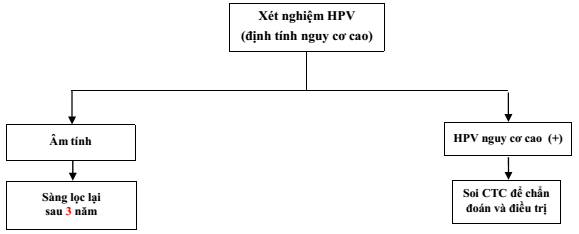 Xét nghiệm HPV
(định tính nguy cơ cao)
Âm tính
HPV nguy cơ cao (+)
Sàng lọc lại
sau 3 năm
Soi CTC để chẩn
đoán và điều trị